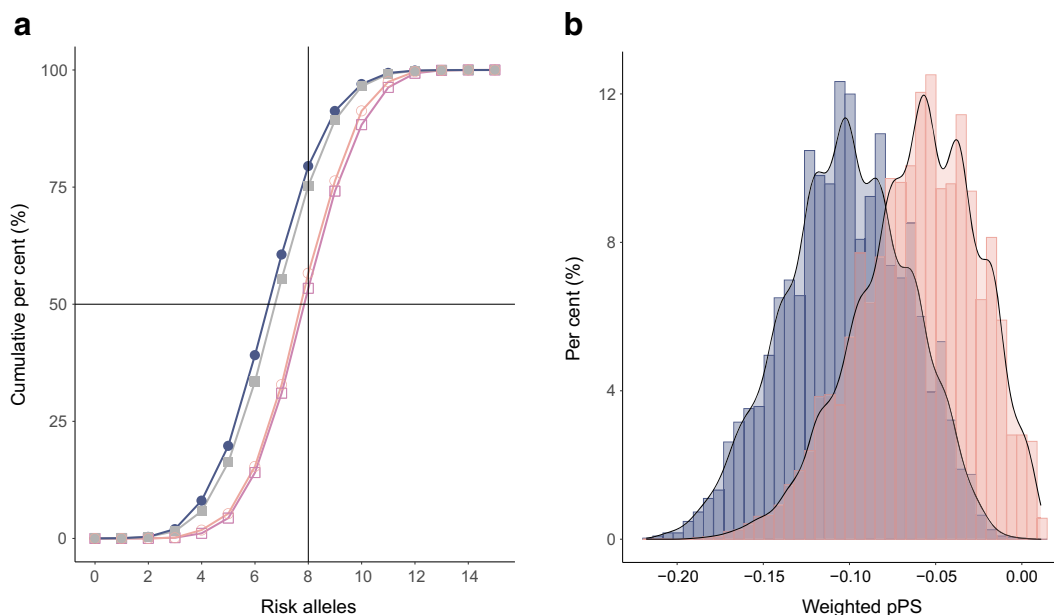 a
100
75
50
25
0
Cumulative per cent (%)
0 2 4 6 8 10 12 14
Risk alleles
b
12
8
4
0
Per cent (%)
−0.20 −0.15 −0.10 −0.05 0.00
Weighted pPS